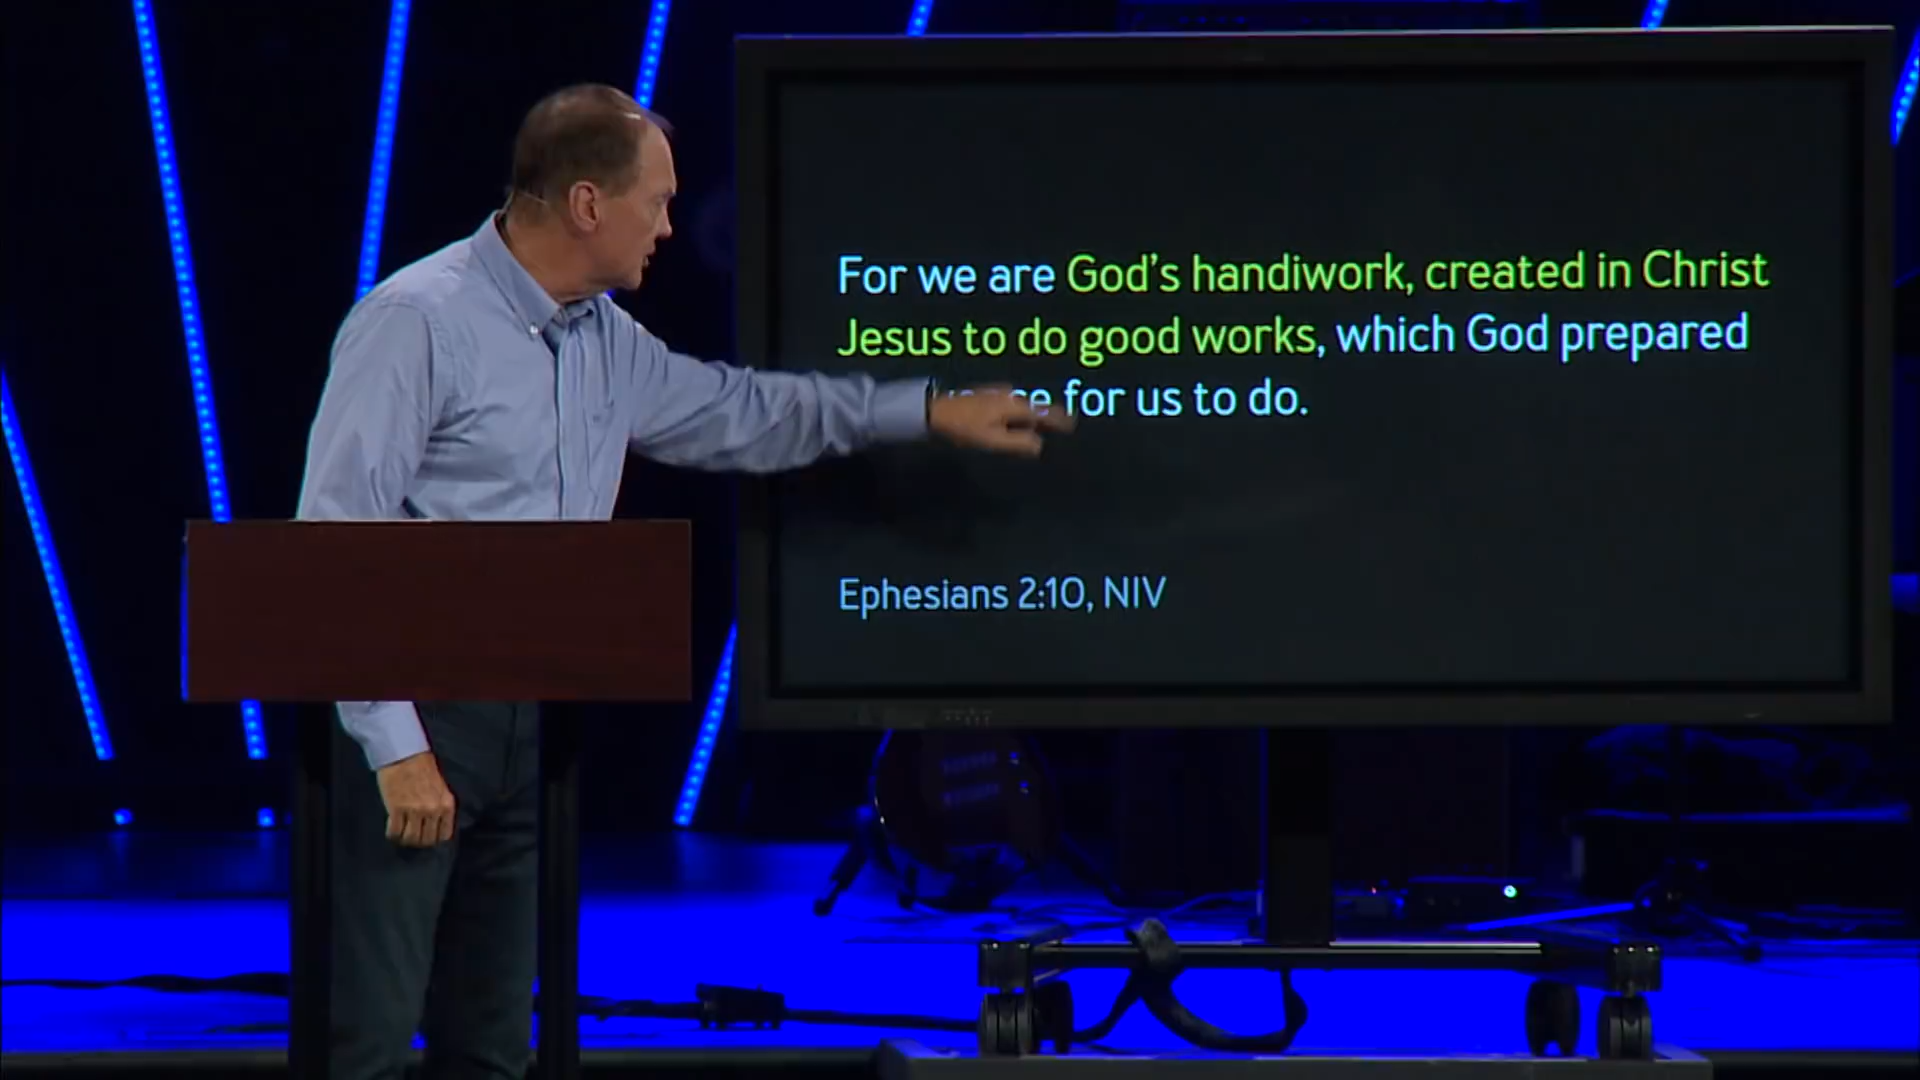 For we are God's handiwork, created in Christ
Jesus to do good works, which God prepared
for us to do.
Ephesians 2:10, NIV